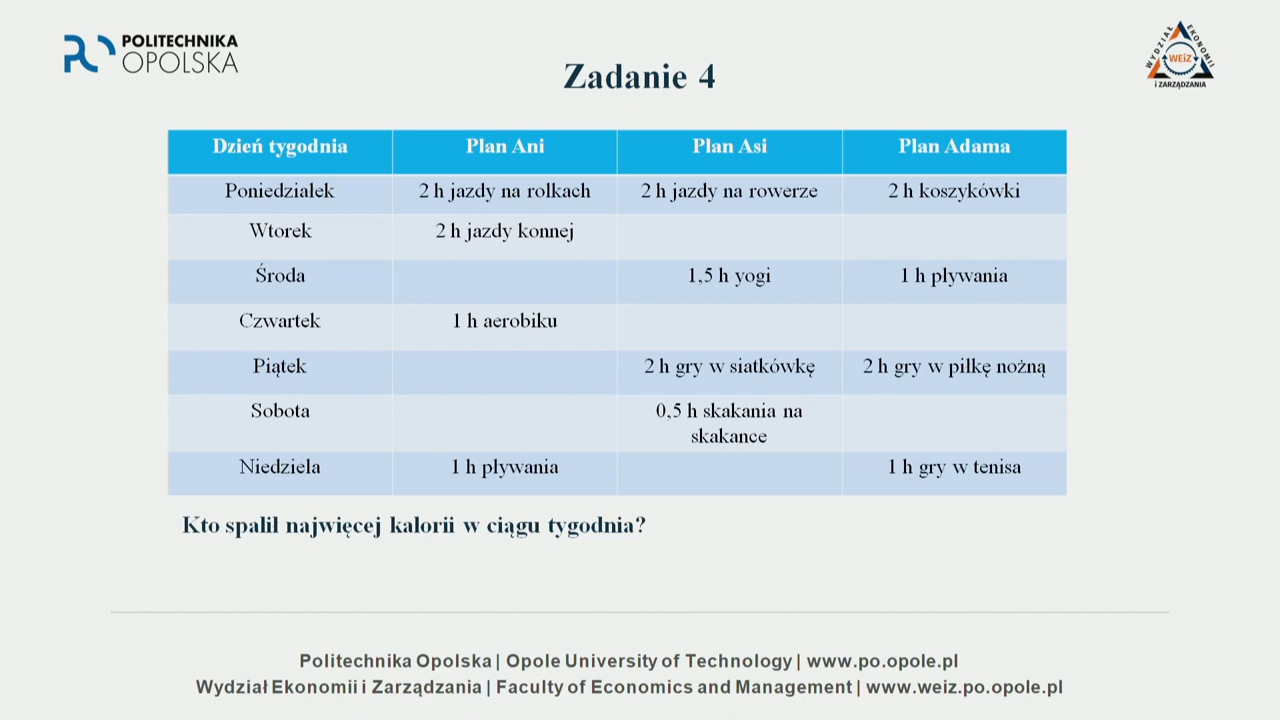 POLITECHNIKA
OPOLSKA
WYDZIAŁ EKONOMII
WEiZ
i ZARZĄDZANIA
Zadanie 4
Dzień tygodnia Plan Ani Plan Asi Plan Adama
Poniedziałek 2 h jazdy na rolkach 2 h jazdy na rowerze 2 h koszykówki
Wtorek 2 h jazdy konnej
Środa 1,5 h yogi 1 h pływania
Czwartek 1 h aerobiku
Piątek 2 h gry w siatkówkę 2 h gry w piłkę nożną
Sobota 0,5 h skakania na
skakance
Niedziela 1 h pływania 1 h gry w tenisa
Kto spalił najwięcej kalorii w ciągu tygodnia?
Politechnika Opolska | Opole University of Technology | www.po.opole.pl
Wydział Ekonomii i Zarządzania | Faculty of Economics and Management | www.weiz.po.opole.pl